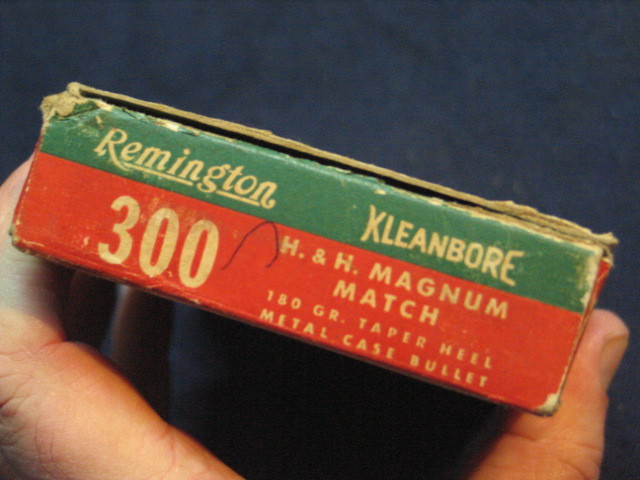 Remington
KLEANBORE
300 H. & H. MAGNUM
MATCH
180 GR. TAPER HEEL
METAL CASE BULLET